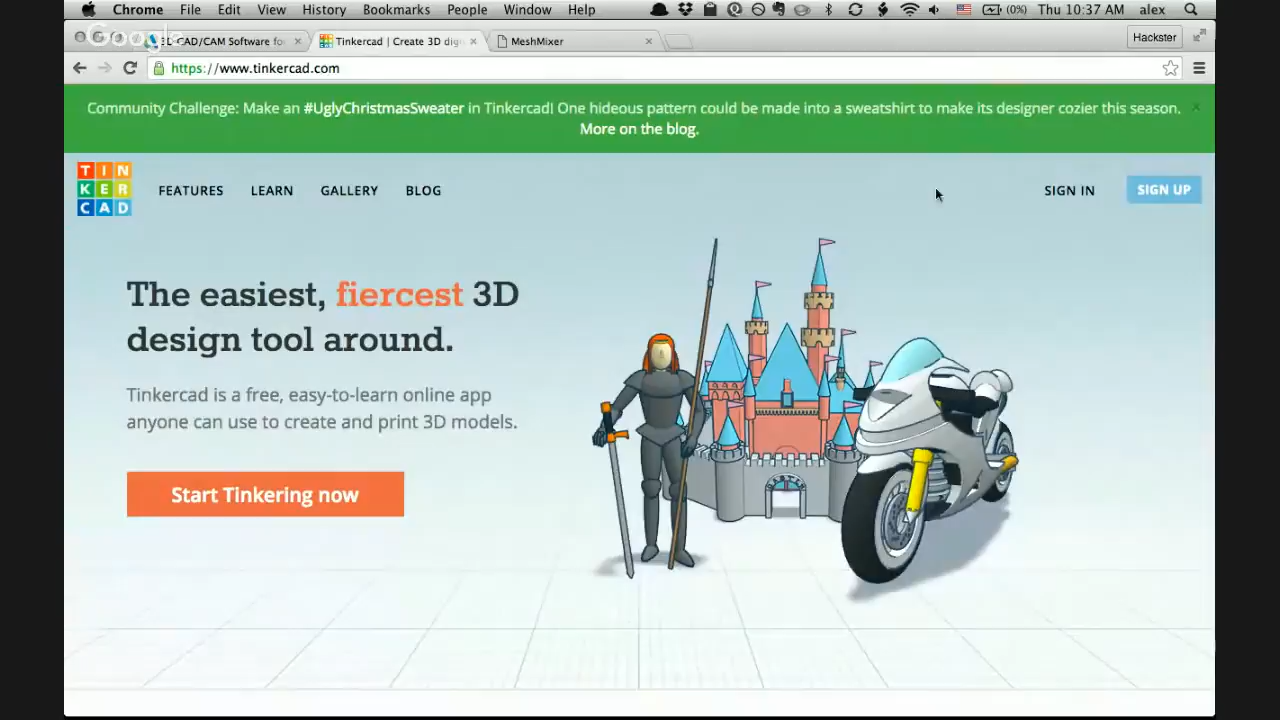 Chrome File Edit View History Bookmarks People Window Help (0%) Thu 10:37 AM alex
Google
CAD/CAM Software fo Tinkercad | Create 3D dig MeshMixer Hackster
https://www.tinkercad.com
Community Challenge: Make an #UglyChristmasSweater in Tinkercad! One hideous pattern could be made into a sweatshirt to make its designer cozier this season.
More on the blog.
TIN
KER
CAD
FEATURES LEARN GALLERY BLOG SIGN IN SIGN UP
The easiest, fiercest 3D
design tool around.
Tinkercad is a free, easy-to-learn online app
anyone can use to create and print 3D models.
Start Tinkering now